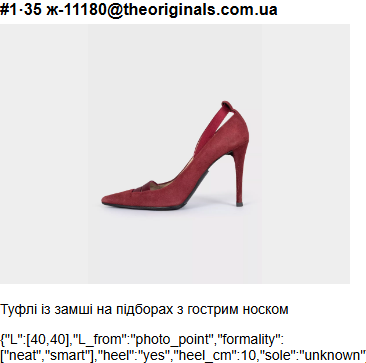 #1·35 ж-11180@theoriginals.com.ua
Туфлі із замші на підборах з гострим носком
{"L":[40,40],"L_from":"photo_point","formality":
["neat","smart"],"heel":"yes","heel_cm":10,"sole":"unknown"